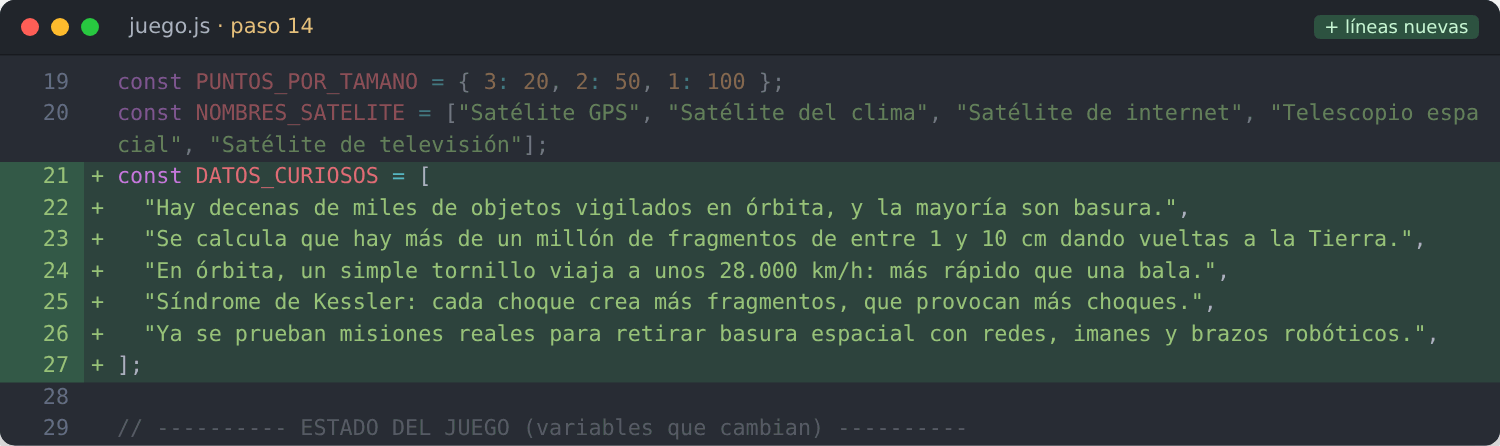 juego.js · paso 14
+ líneas nuevas
19 const PUNTOS_POR_TAMANO = { 3: 20, 2: 50, 1: 100 };
20 const NOMBRES_SATELITE = ["Satélite GPS", "Satélite del clima", "Satélite de internet", "Telescopio espa
cial", "Satélite de televisión"];
21 + const DATOS_CURIOSOS = [
22 +   "Hay decenas de miles de objetos vigilados en órbita, y la mayoría son basura.",
23 +   "Se calcula que hay más de un millón de fragmentos de entre 1 y 10 cm dando vueltas a la Tierra.",
24 +   "En órbita, un simple tornillo viaja a unos 28.000 km/h: más rápido que una bala.",
25 +   "Síndrome de Kessler: cada choque crea más fragmentos, que provocan más choques.",
26 +   "Ya se prueban misiones reales para retirar basura espacial con redes, imanes y brazos robóticos.",
27 + ];
28
29 // ---------- ESTADO DEL JUEGO (variables que cambian) ----------